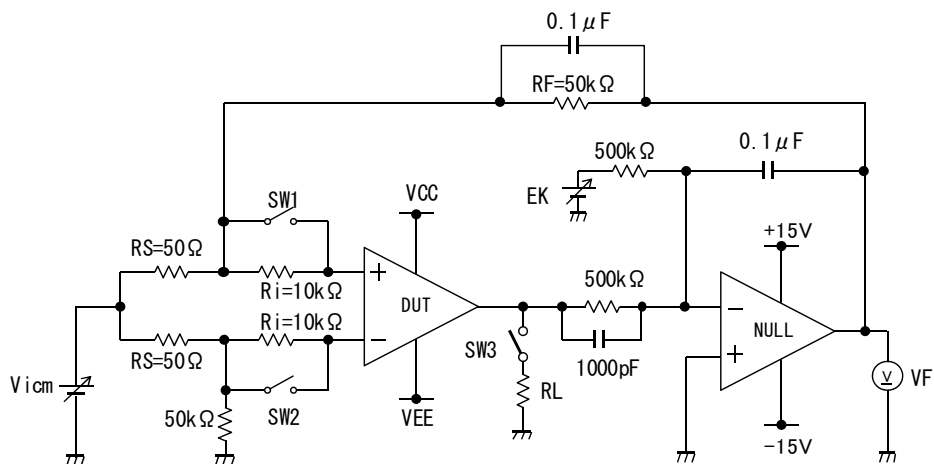 0.1μF
RF=50kΩ
0.1μF
500kΩ
EK
SW1
VCC
+15V
RS=50Ω
Ri=10kΩ
500kΩ
DUT
NULL
Ri=10kΩ
RS=50Ω
SW3
1000pF
Vicm
SW2
VEE
RL
V
VF
50kΩ
-15V